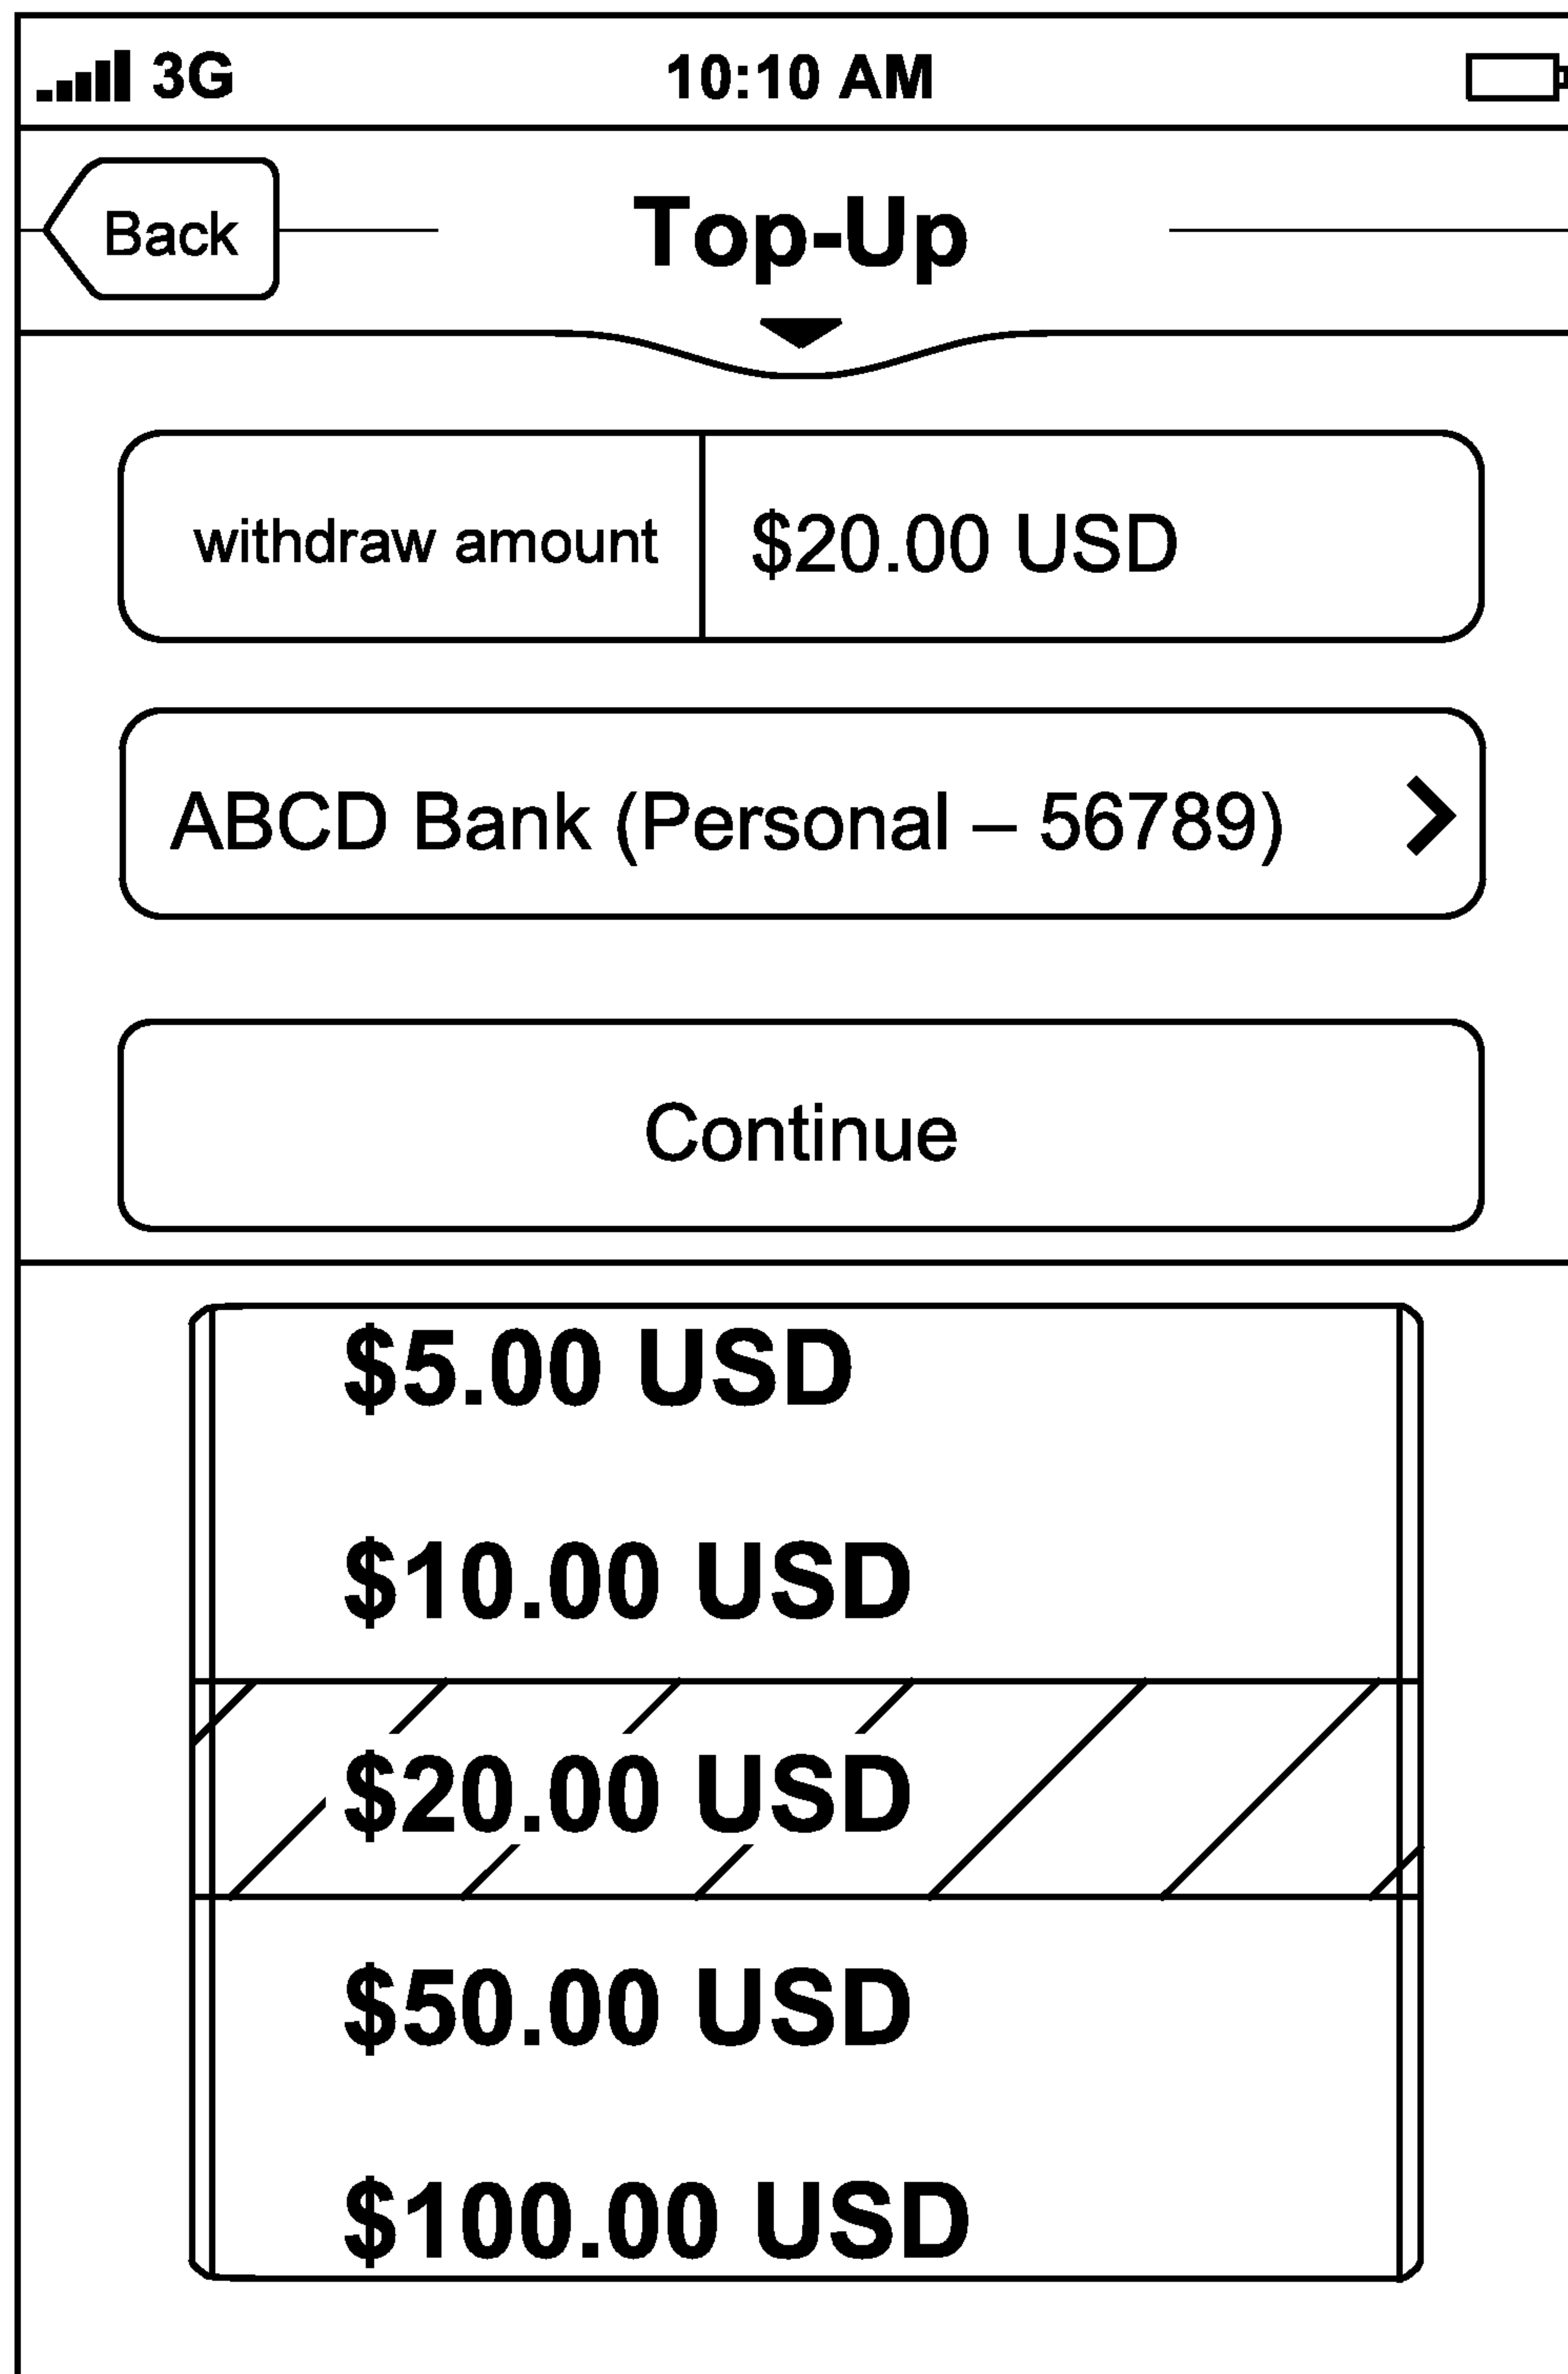 3G 10:10 AM
Back Top-Up
withdraw amount $20.00 USD
ABCD Bank (Personal – 56789)
Continue
$5.00 USD
$10.00 USD
$20.00 USD
$50.00 USD
$100.00 USD